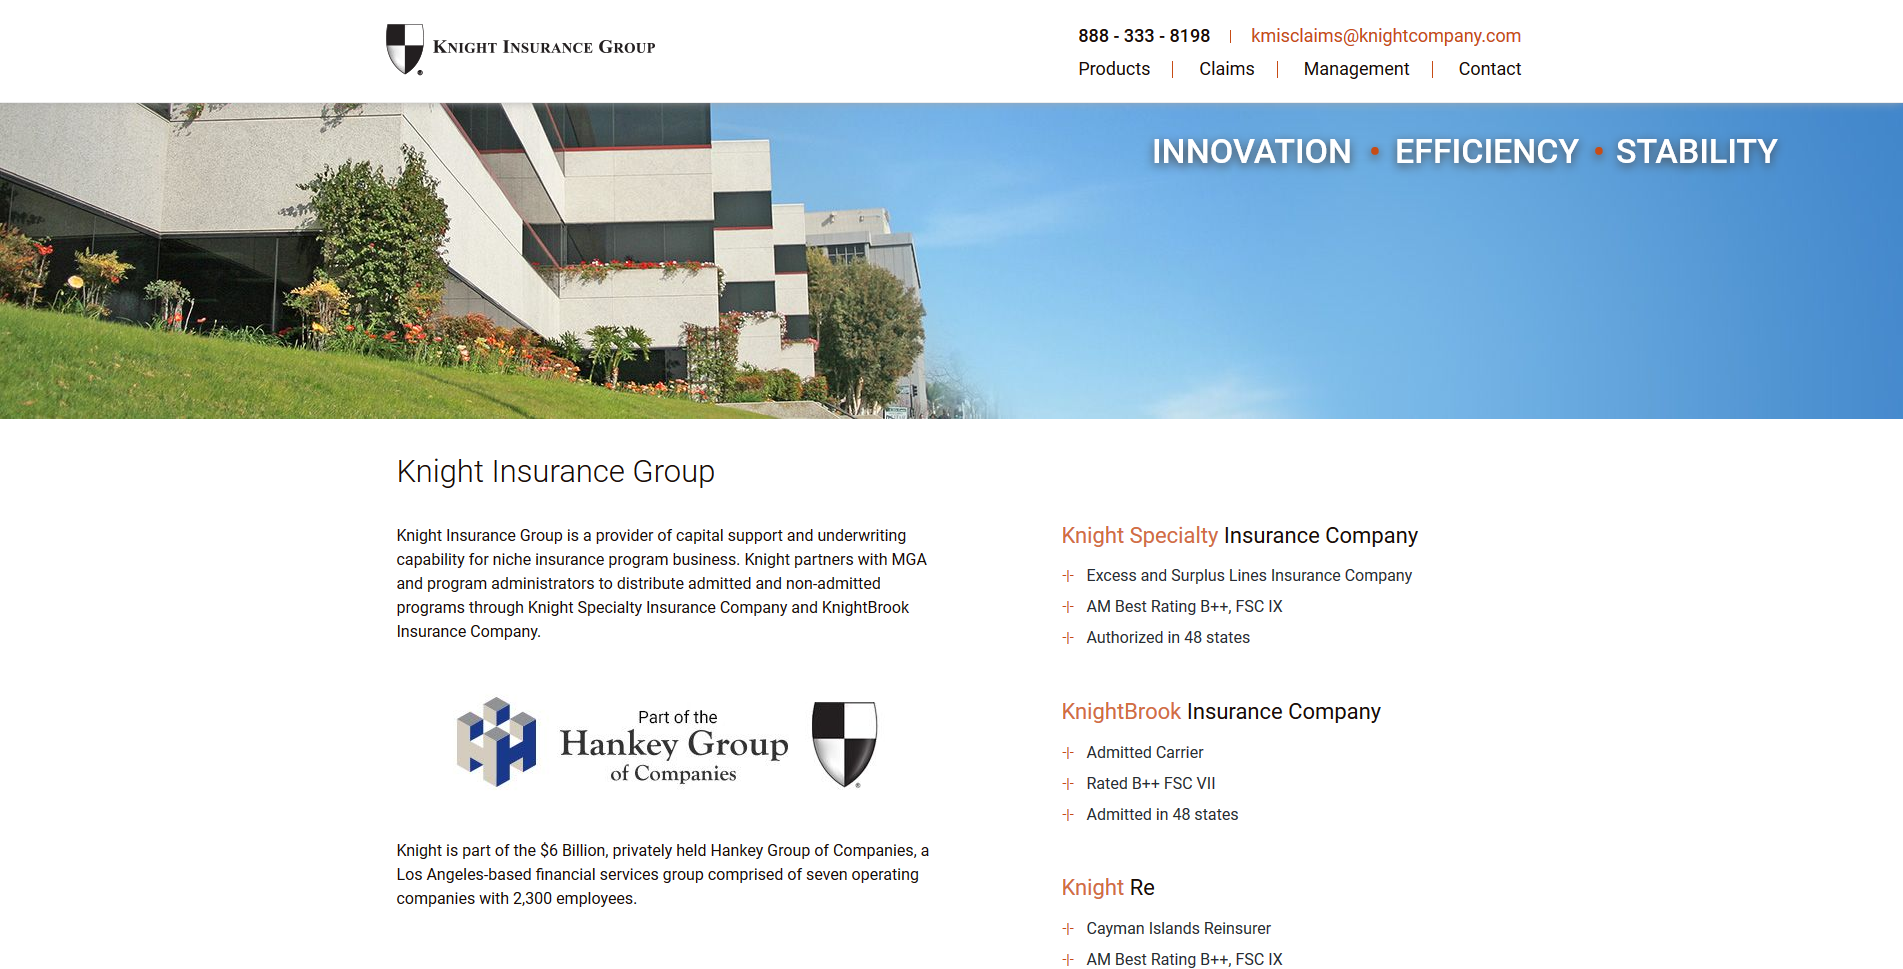 KNIGHT INSURANCE GROUP
888 - 333 - 8198 | kmisclaims@knightcompany.com
Products | Claims | Management | Contact
INNOVATION • EFFICIENCY • STABILITY
Knight Insurance Group
Knight Insurance Group is a provider of capital support and underwriting
capability for niche insurance program business. Knight partners with MGA
and program administrators to distribute admitted and non-admitted
programs through Knight Specialty Insurance Company and KnightBrook
Insurance Company.
Part of the
Hankey Group
of Companies
Knight is part of the $6 Billion, privately held Hankey Group of Companies, a
Los Angeles-based financial services group comprised of seven operating
companies with 2,300 employees.
Knight Specialty Insurance Company
Excess and Surplus Lines Insurance Company
AM Best Rating B++, FSC IX
Authorized in 48 states
KnightBrook Insurance Company
Admitted Carrier
Rated B++ FSC VII
Admitted in 48 states
Knight Re
Cayman Islands Reinsurer
AM Best Rating B++, FSC IX